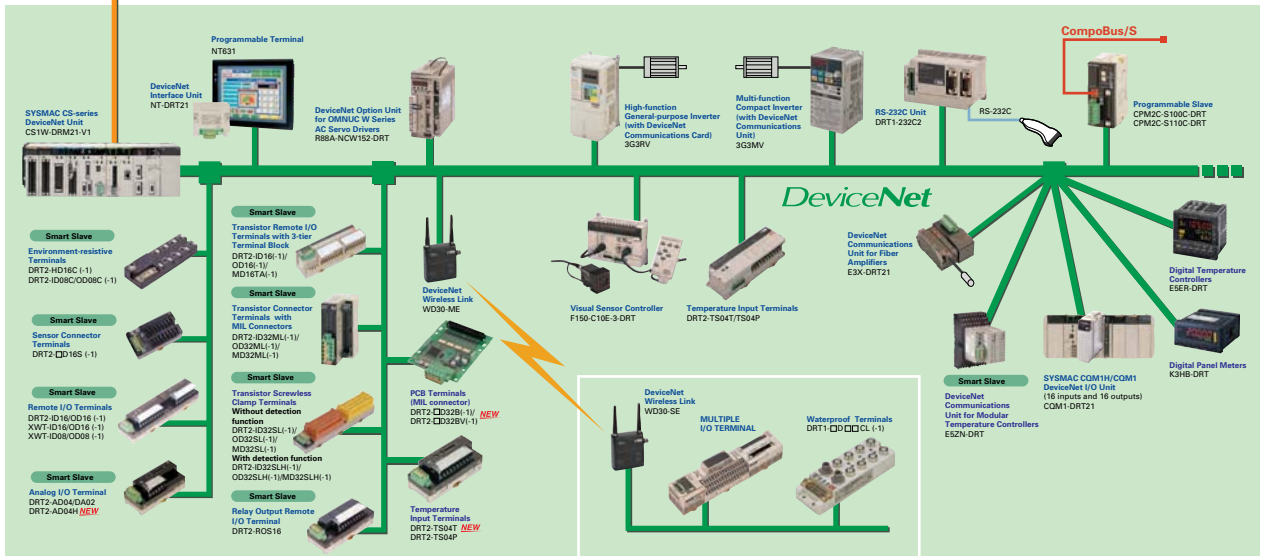 CompoBus/S
Programmable Terminal
NT631
DeviceNet
Interface Unit
NT-DRT21
SYSMAC CS-series
DeviceNet Unit
CS1W-DRM21-V1
DeviceNet Option Unit
for OMNUC W Series
AC Servo Drivers
R88A-NCW152-DRT
High-function
General-purpose Inverter
(with DeviceNet
Communications Card)
3G3RV
Multi-function
Compact Inverter
(with DeviceNet
Communications
Unit)
3G3MV
RS-232C Unit
DRT1-232C2
RS-232C
Programmable Slave
CPM2C-S100C-DRT
CPM2C-S110C-DRT
DeviceNet
Smart Slave
Environment-resistive
Terminals
DRT2-HD16C (-1)
DRT2-ID08C/OD08C (-1)
Sensor Connector
Terminals
Smart Slave
DRT2-□D16S (-1)
Smart Slave
Remote I/O Terminals
DRT2-ID16/OD16 (-1)
XWT-ID16/OD16 (-1)
XWT-ID08/OD08 (-1)
Smart Slave
Analog I/O Terminal
DRT2-AD04/DA02
DRT2-AD04H NEW
Smart Slave
Transistor Remote I/O
Terminals with 3-tier
Terminal Block
DRT2-ID16(-1)/
OD16(-1)/
MD16TA(-1)
Smart Slave
Transistor Connector
Terminals with
MIL Connectors
DRT2-ID32ML(-1)/
OD32ML(-1)/
MD32ML(-1)
Smart Slave
Transistor Screwless
Clamp Terminals
Without detection
function
DRT2-ID32SL(-1)/
OD32SL(-1)/
MD32SL(-1)
With detection function
DRT2-ID32SLH(-1)/
OD32SLH(-1)/MD32SLH(-1)
Smart Slave
Relay Output Remote
I/O Terminal
DRT2-ROS16
DeviceNet
Wireless Link
WD30-ME
PCB Terminals
(MIL connector)
DRT2-□D32B(-1)/
DRT2-□D32BV(-1) NEW
Temperature
Input Terminals
DRT2-TS04T NEW
DRT2-TS04P
Visual Sensor Controller
F150-C10E-3-DRT
Temperature Input Terminals
DRT2-TS04T/TS04P
DeviceNet
Wireless Link
WD30-SE
MULTIPLE
I/O TERMINAL
Waterproof Terminals
DRT1-□D□□CL (-1)
DeviceNet
Communications
Unit for Fiber
Amplifiers
E3X-DRT21
Smart Slave
DeviceNet
Communications
Unit for Modular
Temperature Controllers
E5ZN-DRT
SYSMAC CQM1H/CQM1
DeviceNet I/O Unit
(16 inputs and 16 outputs)
CQM1-DRT21
Digital Temperature
Controllers
E5ER-DRT
Digital Panel Meters
K3HB-DRT